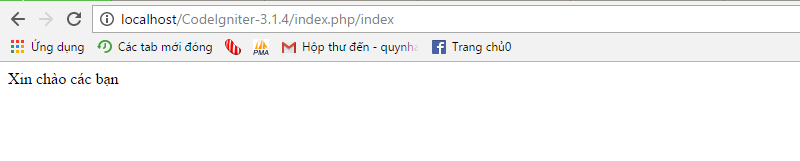 localhost/CodeIgniter-3.1.4/index.php/index
Ứng dụng Các tab mới đóng PMA Hộp thư đến - quynha Trang chủ0
Xin chào các bạn